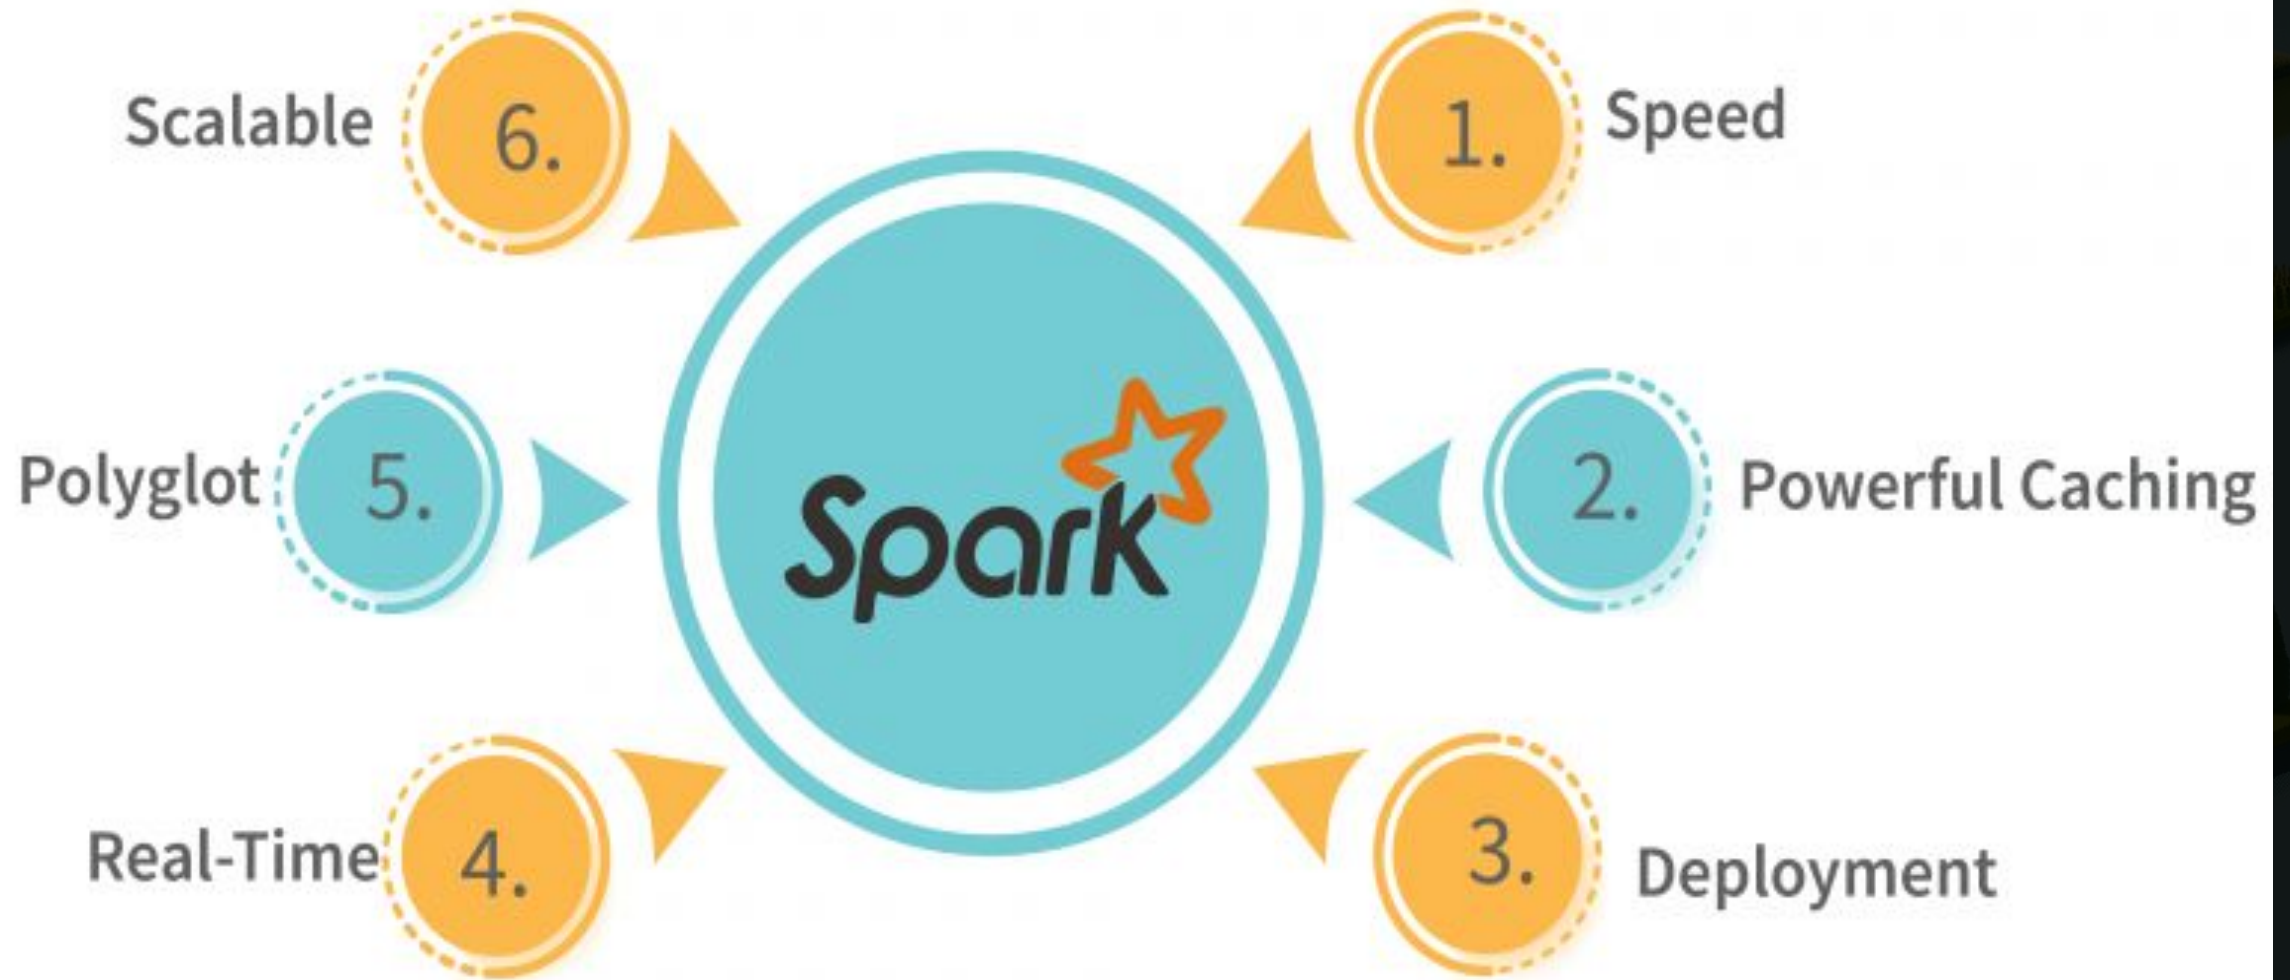 6.
Scalable
1.
Speed
5.
Polyglot
Spark
2.
Powerful Caching
4.
Real-Time
3.
Deployment